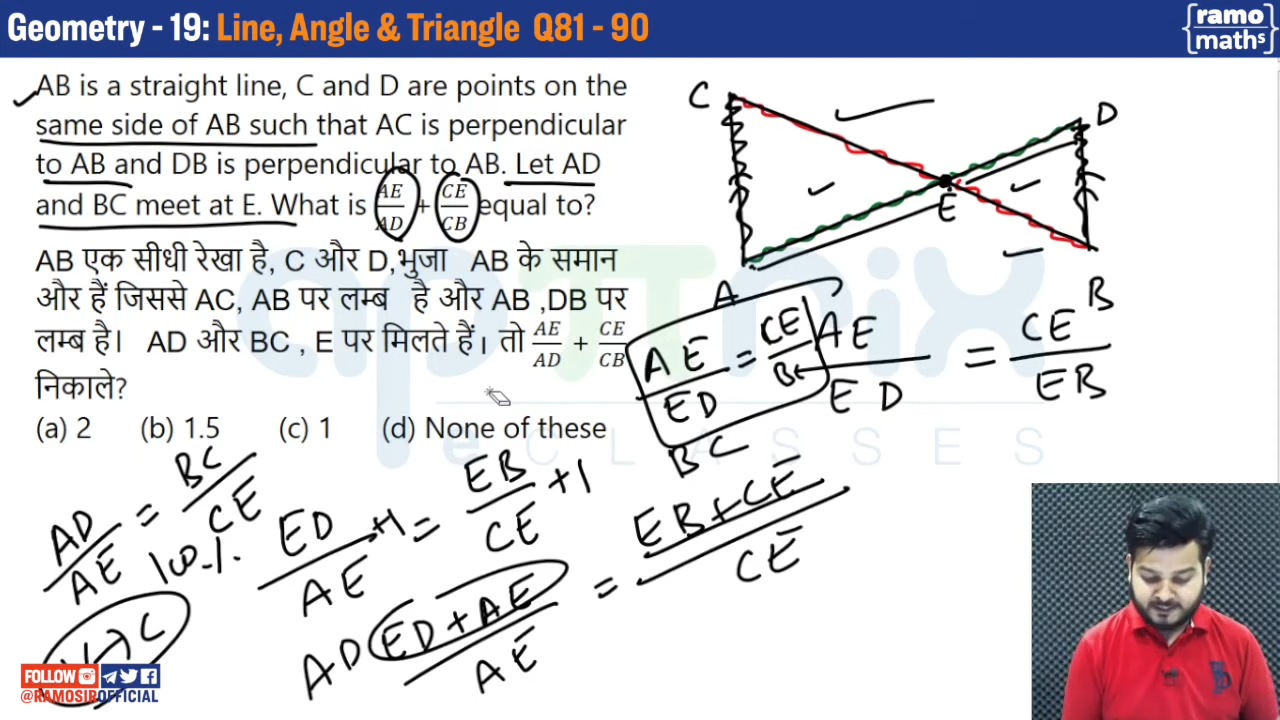 Geometry - 19: Line, Angle & Triangle Q81 - 90
{ramo maths}
AB is a straight line, C and D are points on the
same side of AB such that AC is perpendicular
to AB and DB is perpendicular to AB. Let AD
and BC meet at E. What is AE/AD + CE/CB equal to?
AB एक सीधी रेखा है, C और D,भुजा AB के समान
और हैं जिससे AC, AB पर लम्ब है और AB ,DB पर
लम्ब है। AD और BC , E पर मिलते हैं। तो AE/AD + CE/CB
निकाले?
(a) 2 (b) 1.5 (c) 1 (d) None of these
C
D
E
A
B
AE/ED = CE/
AE/ED = CE/EB
BC
AD/AE = BC/CE
100%
ED/AE +1 = EB/CE +1
AD ED+AE/AE = EB+CE/CE
C
CLASSES
FOLLOW
@RAMOSIROFFICIAL